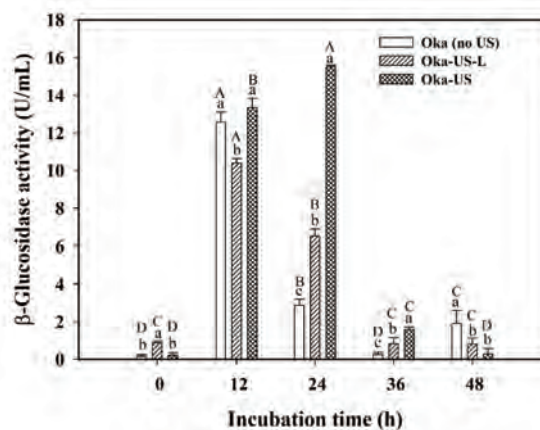 18
16
14
12
10
8
6
4
2
0
β-Glucosidase activity (U/mL)
Oka (no US)
Oka-US-L
Oka-US
D
b
C
a
D
b
A
a
A
b
B
a
B
c
B
b
A
a
D
c
C
b
C
a
C
a
C
b
D
b
0 12 24 36 48
Incubation time (h)